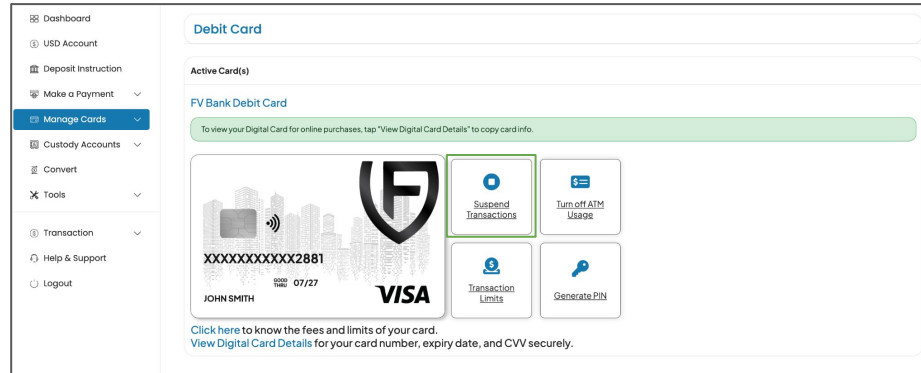 Dashboard
USD Account
Deposit Instruction
Make a Payment
Manage Cards
Custody Accounts
Convert
Tools
Transaction
Help & Support
Logout
Debit Card
Active Card(s)
FV Bank Debit Card
To view your Digital Card for online purchases, tap "View Digital Card Details" to copy card info.
XXXXXXXXXXXX2881
GOOD
THRU
07/27
JOHN SMITH
VISA
Suspend
Transactions
Turn off ATM
Usage
Transaction
Limits
Generate PIN
Click here to know the fees and limits of your card.
View Digital Card Details for your card number, expiry date, and CVV securely.